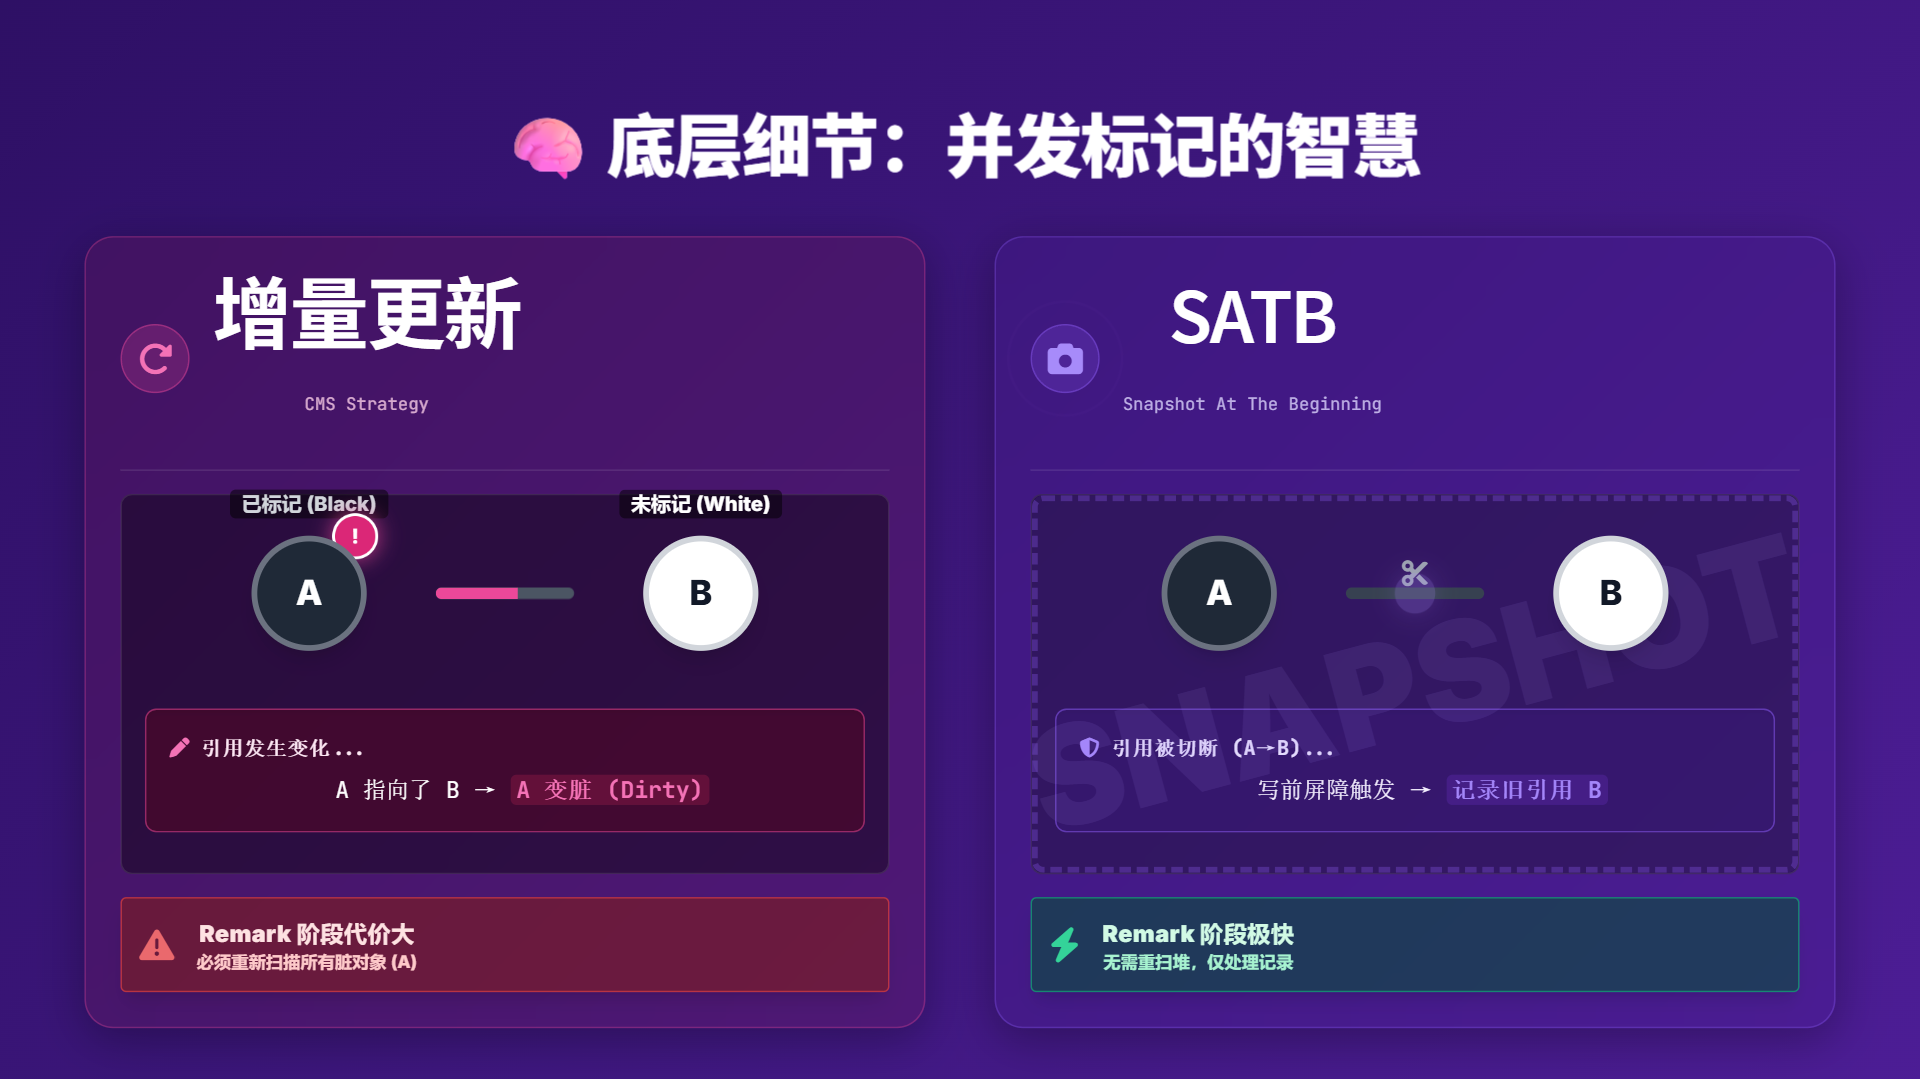 底层细节：并发标记的智慧
增量更新
CMS Strategy
已标记 (Black)
未标记 (White)
!
A
B
引用发生变化...
A 指向了 B → A 变脏 (Dirty)
Remark 阶段代价大
必须重新扫描所有脏对象 (A)
SATB
Snapshot At The Beginning
A
B
SNAPSHOT
引用被切断 (A→B)...
写前屏障触发 → 记录旧引用 B
Remark 阶段极快
无需重扫堆，仅处理记录